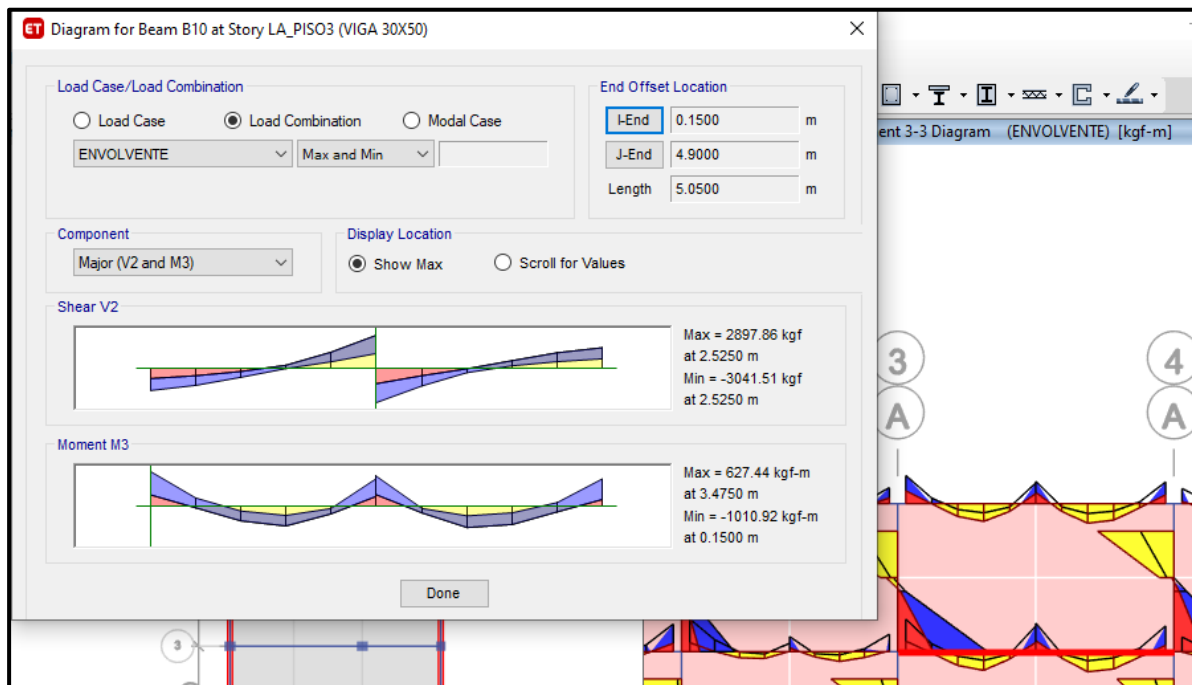 ET Diagram for Beam B10 at Story LA_PISO3 (VIGA 30X50)
Load Case/Load Combination
Load Case
Load Combination
Modal Case
ENVOLVENTE
Max and Min
End Offset Location
I-End 0.1500 m
J-End 4.9000 m
Length 5.0500 m
ent 3-3 Diagram (ENVOLVENTE) [kgf-m]
Component
Major (V2 and M3)
Display Location
Show Max
Scroll for Values
Shear V2
Max = 2897.86 kgf
at 2.5250 m
Min = -3041.51 kgf
at 2.5250 m
Moment M3
Max = 627.44 kgf-m
at 3.4750 m
Min = -1010.92 kgf-m
at 0.1500 m
Done
3
A
4
A
3